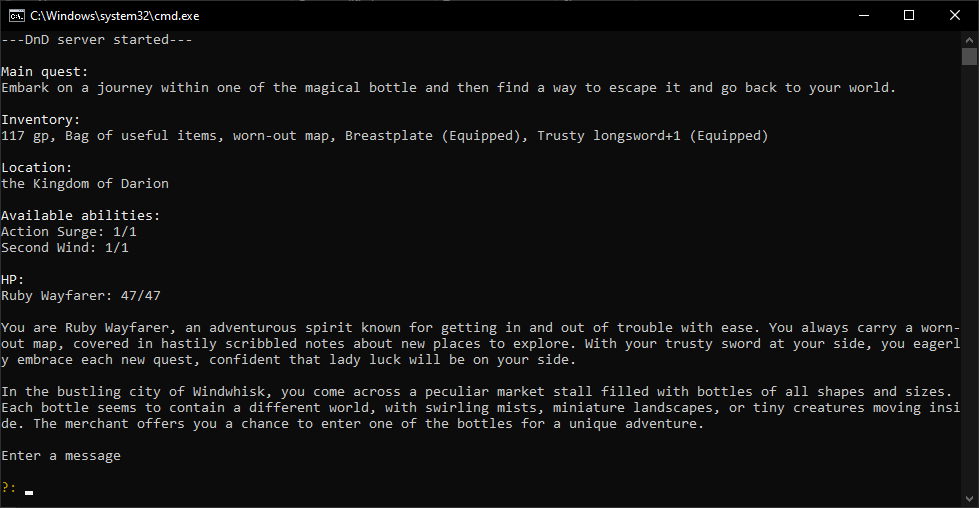 C:\Windows\system32\cmd.exe
---DnD server started---
Main quest:
Embark on a journey within one of the magical bottle and then find a way to escape it and go back to your world.
Inventory:
117 gp, Bag of useful items, worn-out map, Breastplate (Equipped), Trusty longsword+1 (Equipped)
Location:
the Kingdom of Darion
Available abilities:
Action Surge: 1/1
Second Wind: 1/1
HP:
Ruby Wayfarer: 47/47
You are Ruby Wayfarer, an adventurous spirit known for getting in and out of trouble with ease. You always carry a worn-
out map, covered in hastily scribbled notes about new places to explore. With your trusty sword at your side, you eagerl
y embrace each new quest, confident that lady luck will be on your side.
In the bustling city of Windwhisk, you come across a peculiar market stall filled with bottles of all shapes and sizes.
Each bottle seems to contain a different world, with swirling mists, miniature landscapes, or tiny creatures moving insi
de. The merchant offers you a chance to enter one of the bottles for a unique adventure.
Enter a message
?: